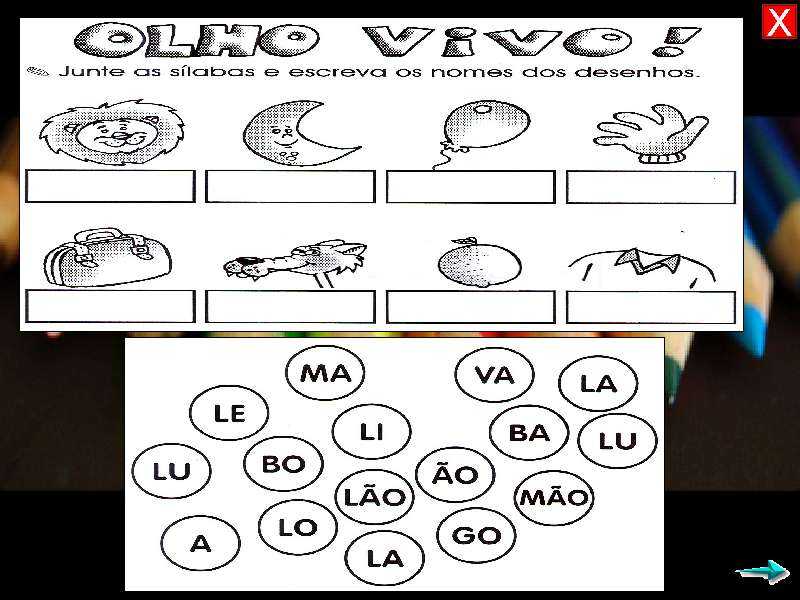 X
OLHO VIVO!
Junte as sílabas e escreva os nomes dos desenhos.
MA
VA
LA
LE
LI
BA
LU
LU
BO
ÃO
LÃO
MÃO
A
LO
GO
LA